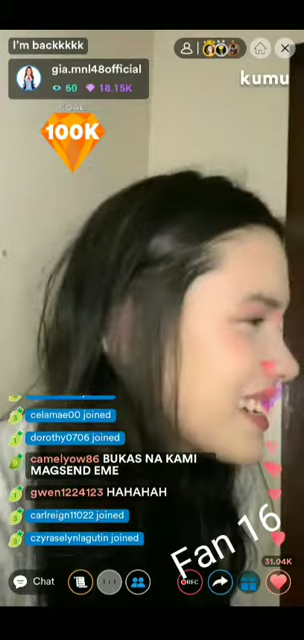 I'm backkkkk
gia.mnl48official
60 18.15K
kumu
GOAL
100K
celamae00 joined
dorothy0706 joined
camelyow86 BUKAS NA KAMI
MAGSEND EME
gwen1224123 HAHAHAH
carlreign11022 joined
czyraselynlagutin joined
Fan 16
31.04K
Chat
REC